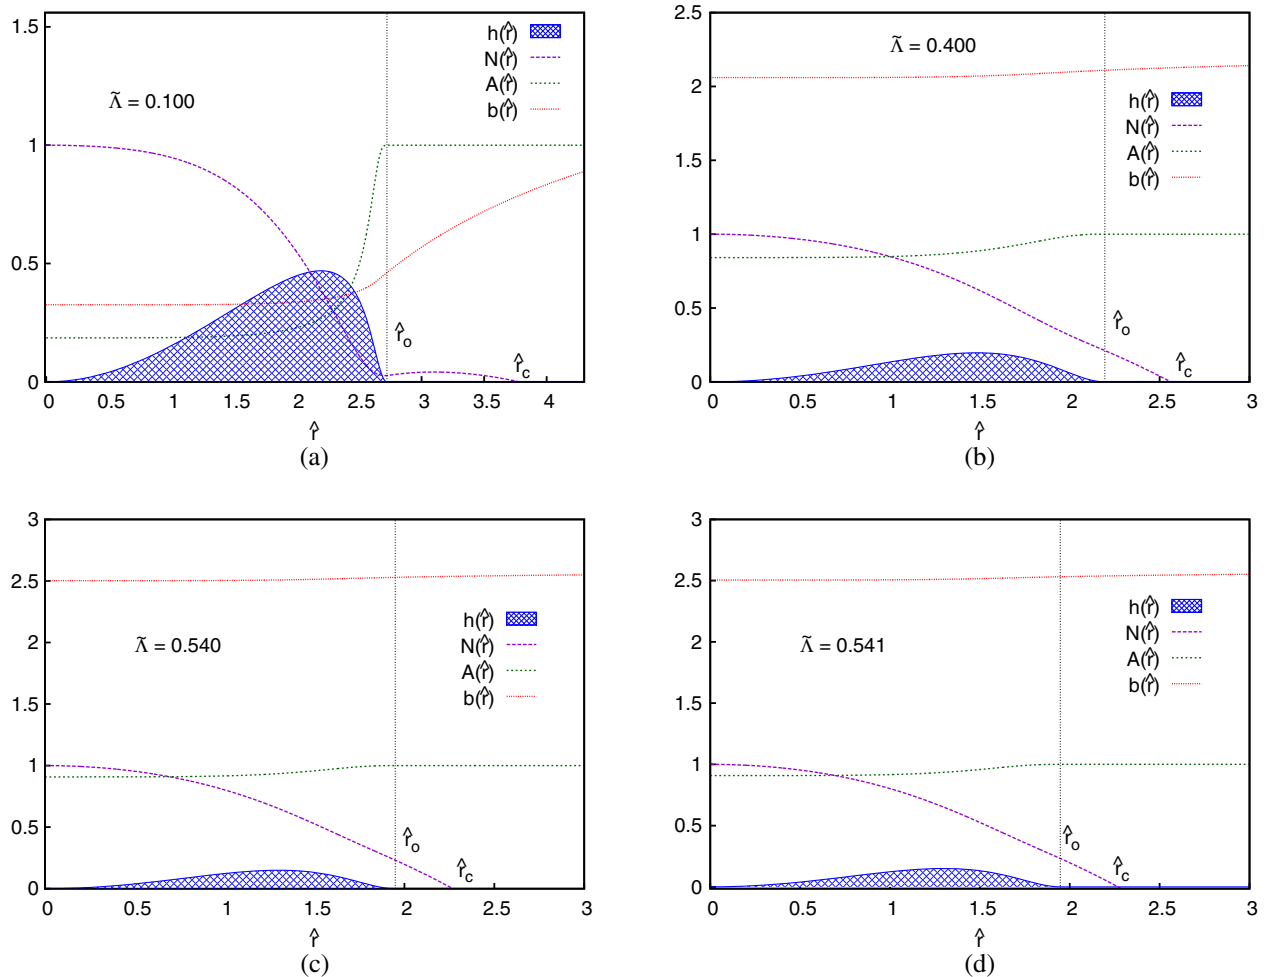 1.5
h(r̂)
N(r̂)
A(r̂)
b(r̂)
Λ̃ = 0.100
1
0.5
r̂o
r̂c
0
0 0.5 1 1.5 2 2.5 3 3.5 4
r̂
(a)
2.5
Λ̃ = 0.400
2
h(r̂)
N(r̂)
A(r̂)
b(r̂)
1.5
1
0.5
r̂o
r̂c
0
0 0.5 1 1.5 2 2.5 3
r̂
(b)
3
2.5
h(r̂)
N(r̂)
A(r̂)
b(r̂)
Λ̃ = 0.540
2
1.5
1
0.5
r̂o
r̂c
0
0 0.5 1 1.5 2 2.5 3
r̂
(c)
3
2.5
h(r̂)
N(r̂)
A(r̂)
b(r̂)
Λ̃ = 0.541
2
1.5
1
0.5
r̂o
r̂c
0
0 0.5 1 1.5 2 2.5 3
r̂
(d)